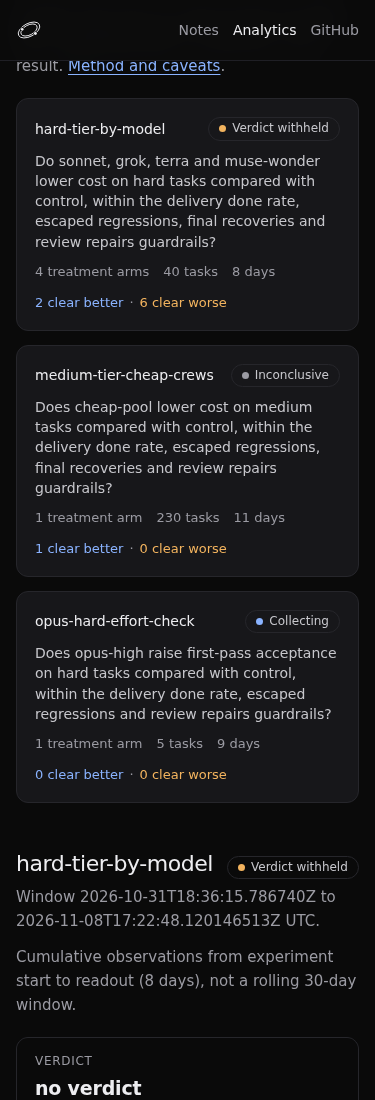 Notes Analytics GitHub
result. Method and caveats.
hard-tier-by-model
Verdict withheld
Do sonnet, grok, terra and muse-wonder
lower cost on hard tasks compared with
control, within the delivery done rate,
escaped regressions, final recoveries and
review repairs guardrails?
4 treatment arms 40 tasks 8 days
2 clear better · 6 clear worse
medium-tier-cheap-crews
Inconclusive
Does cheap-pool lower cost on medium
tasks compared with control, within the
delivery done rate, escaped regressions,
final recoveries and review repairs
guardrails?
1 treatment arm 230 tasks 11 days
1 clear better · 0 clear worse
opus-hard-effort-check
Collecting
Does opus-high raise first-pass acceptance
on hard tasks compared with control,
within the delivery done rate, escaped
regressions and review repairs guardrails?
1 treatment arm 5 tasks 9 days
0 clear better · 0 clear worse
hard-tier-by-model
Verdict withheld
Window 2026-10-31T18:36:15.786740Z to
2026-11-08T17:22:48.120146513Z UTC.
Cumulative observations from experiment
start to readout (8 days), not a rolling 30-day
window.
VERDICT
no verdict